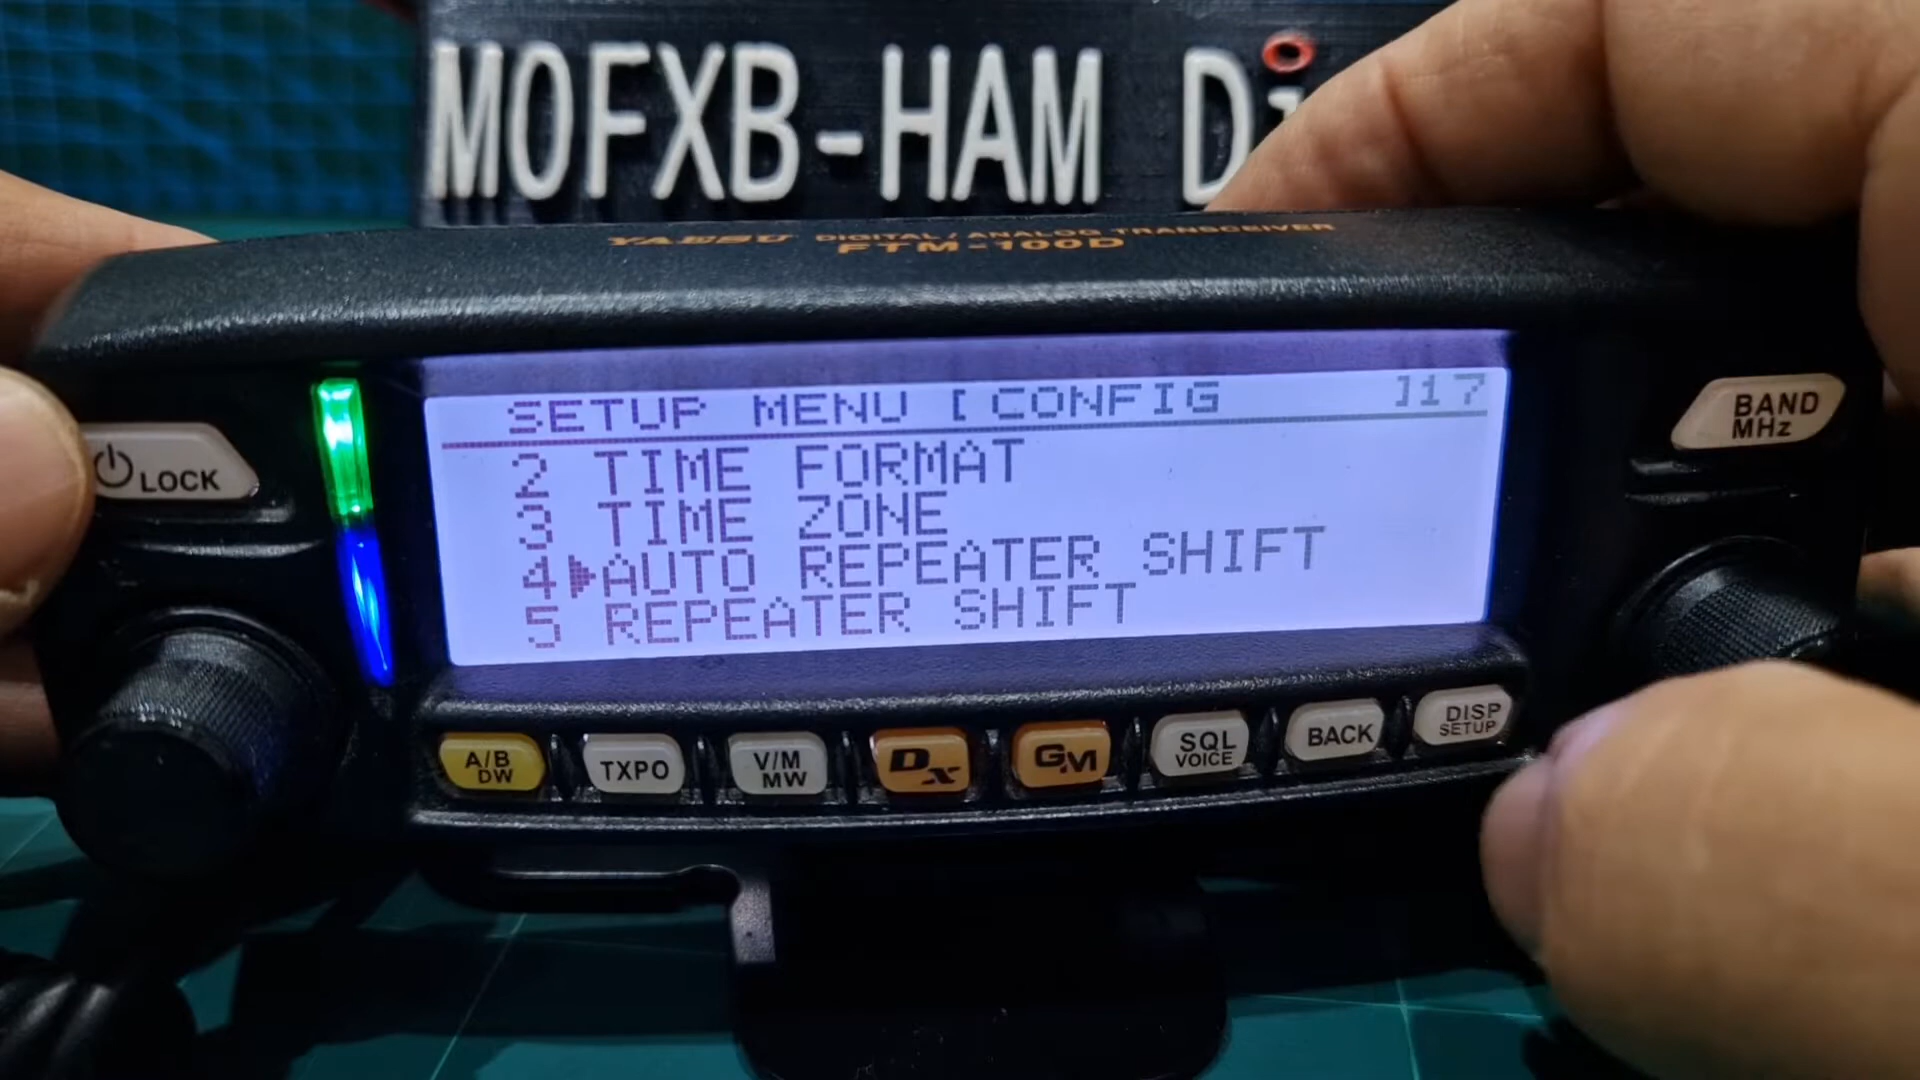 M0FXB-HAM D
YAESU DIGITAL/ANALOG TRANSCEIVER
FTM-100D
SETUP MENU [CONFIG ]17
2 TIME FORMAT
3 TIME ZONE
4▶AUTO REPEATER SHIFT
5 REPEATER SHIFT
LOCK
BAND
MHz
A/B
DW
TXPO
V/M
MW
DX
GM
SQL
VOICE
BACK
DISP
SETUP